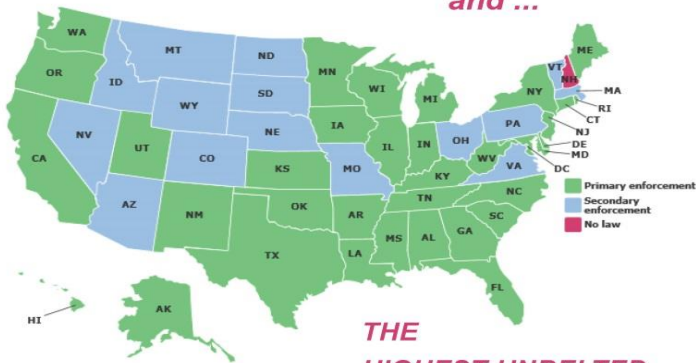 and ...
WA
OR
CA
ID
NV
MT
WY
UT
AZ
CO
NM
ND
SD
NE
KS
OK
TX
MN
IA
MO
AR
LA
WI
IL
MI
IN
OH
KY
TN
MS
AL
GA
FL
SC
NC
VA
WV
PA
NY
VT
NH
ME
MA
RI
CT
NJ
DE
MD
DC
HI
AK
Primary enforcement
Secondary
enforcement
No law
THE
HIGHEST UNBELTED